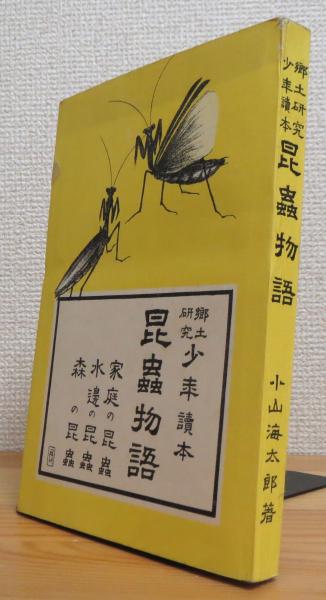 郷土研究
少年讀本
昆蟲物語
家庭の昆蟲
水邊の昆蟲
森の昆蟲
郷土研究
少年讀本
昆蟲物語
小山海太郎著